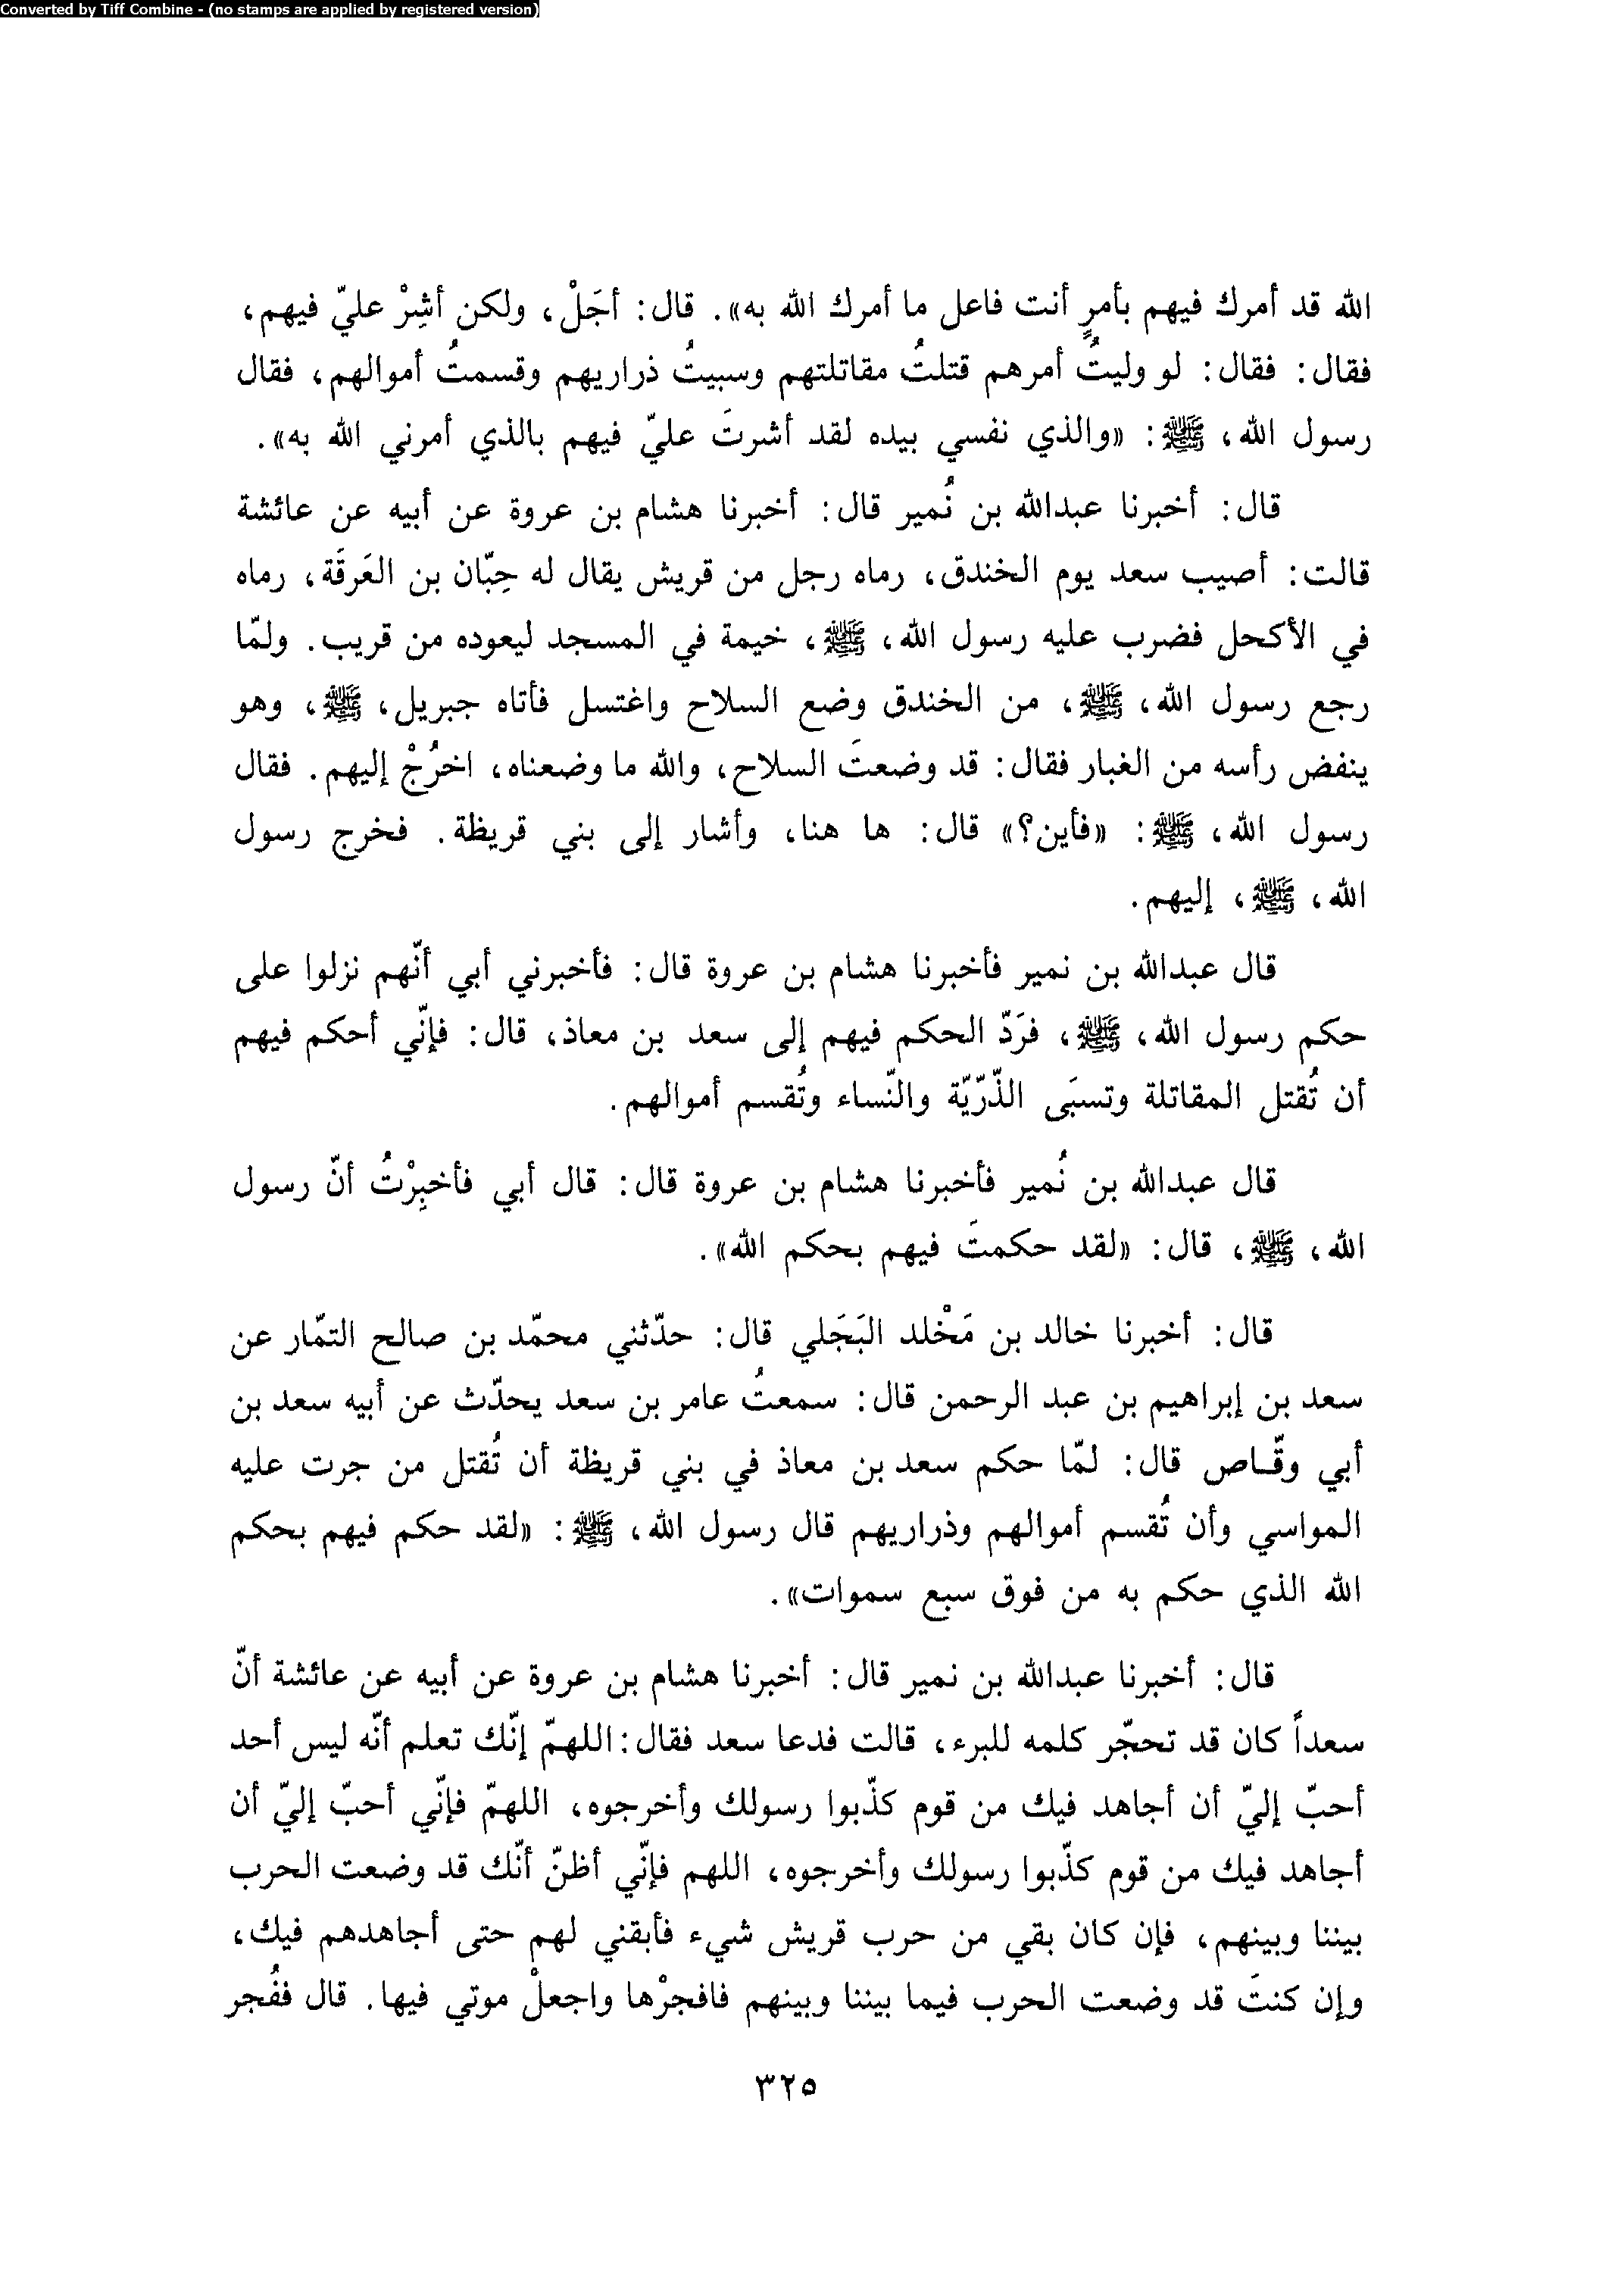 Converted by Tiff Combine - (no stamps are applied by registered version)
الله قد أمرك فيهم بأمرٍ أنت فاعل ما أمرك الله به». قال: أجَلْ، ولكن أشِرْ عليّ فيهم،
فقال: فقال: لو وليتُ أمرهم قتلتُ مقاتلتهم وسبيتُ ذراريهم وقسمتُ أموالهم، فقال
رسول الله، ﷺ: «والذي نفسي بيده لقد أشرتَ عليّ فيهم بالذي أمرني الله به».
قال: أخبرنا عبدالله بن نُمير قال: أخبرنا هشام بن عروة عن أبيه عن عائشة
قالت: أصيب سعد يوم الخندق، رماه رجل من قريش يقال له حِبّان بن العَرقَة، رماه
في الأكحل فضرب عليه رسول الله، ﷺ، خيمة في المسجد ليعوده من قريب. ولمّا
رجع رسول الله، ﷺ، من الخندق وضع السلاح واغتسل فأتاه جبريل، ﷺ، وهو
ينفض رأسه من الغبار فقال: قد وضعتَ السلاح، والله ما وضعناه، اخرُجْ إليهم. فقال
رسول الله، ﷺ: «فأين؟» قال: ها هنا، وأشار إلى بني قريظة. فخرج رسول
الله، ﷺ، إليهم.
قال عبدالله بن نمير فأخبرنا هشام بن عروة قال: فأخبرني أبي أنّهم نزلوا على
حكم رسول الله، ﷺ، فرَدّ الحكم فيهم إلى سعد بن معاذ، قال: فإنّي أحكم فيهم
أن تُقتل المقاتلة وتسبَى الذّرّيّة والنّساء وتُقسم أموالهم.
قال عبدالله بن نُمير فأخبرنا هشام بن عروة قال: قال أبي فأخبِرْتُ أنّ رسول
الله، ﷺ، قال: «لقد حكمتَ فيهم بحكم الله».
قال: أخبرنا خالد بن مَخْلد البَجَلي قال: حدّثني محمّد بن صالح التمّار عن
سعد بن إبراهيم بن عبد الرحمن قال: سمعتُ عامر بن سعد يحدّث عن أبيه سعد بن
أبي وقّاص قال: لمّا حكم سعد بن معاذ في بني قريظة أن تُقتل من جرت عليه
المواسي وأن تُقسم أموالهم وذراريهم قال رسول الله، ﷺ: «لقد حكم فيهم بحكم
الله الذي حكم به من فوق سبع سموات».
قال: أخبرنا عبدالله بن نمير قال: أخبرنا هشام بن عروة عن أبيه عن عائشة أنّ
سعداً كان قد تحجّر كلمه للبرء، قالت فدعا سعد فقال: اللهمّ إنّك تعلم أنّه ليس أحد
أحبّ إليّ أن أجاهد فيك من قوم كذّبوا رسولك وأخرجوه، اللهمّ فإنّي أحبّ إليّ أن
أجاهد فيك من قوم كذّبوا رسولك وأخرجوه، اللهم فإنّي أظنّ أنّك قد وضعت الحرب
بيننا وبينهم، فإن كان بقي من حرب قريش شيء فأبقني لهم حتى أجاهدهم فيك،
وإن كنتَ قد وضعت الحرب فيما بيننا وبينهم فافجرْها واجعلْ موتي فيها. قال ففُجر
٣٢٥